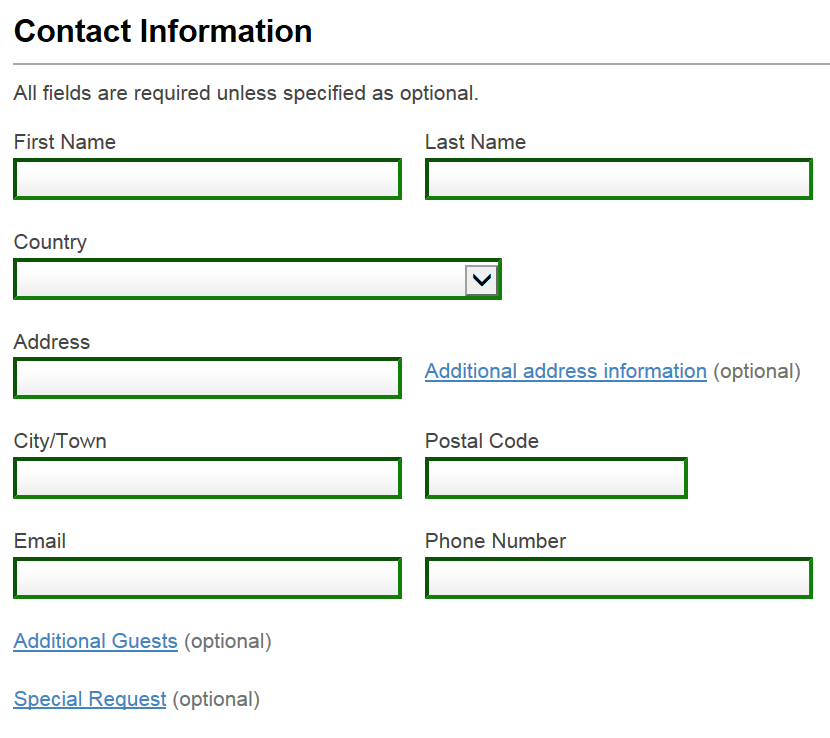 Contact Information
All fields are required unless specified as optional.
First Name Last Name
Country
Address
Additional address information (optional)
City/Town Postal Code
Email Phone Number
Additional Guests (optional)
Special Request (optional)